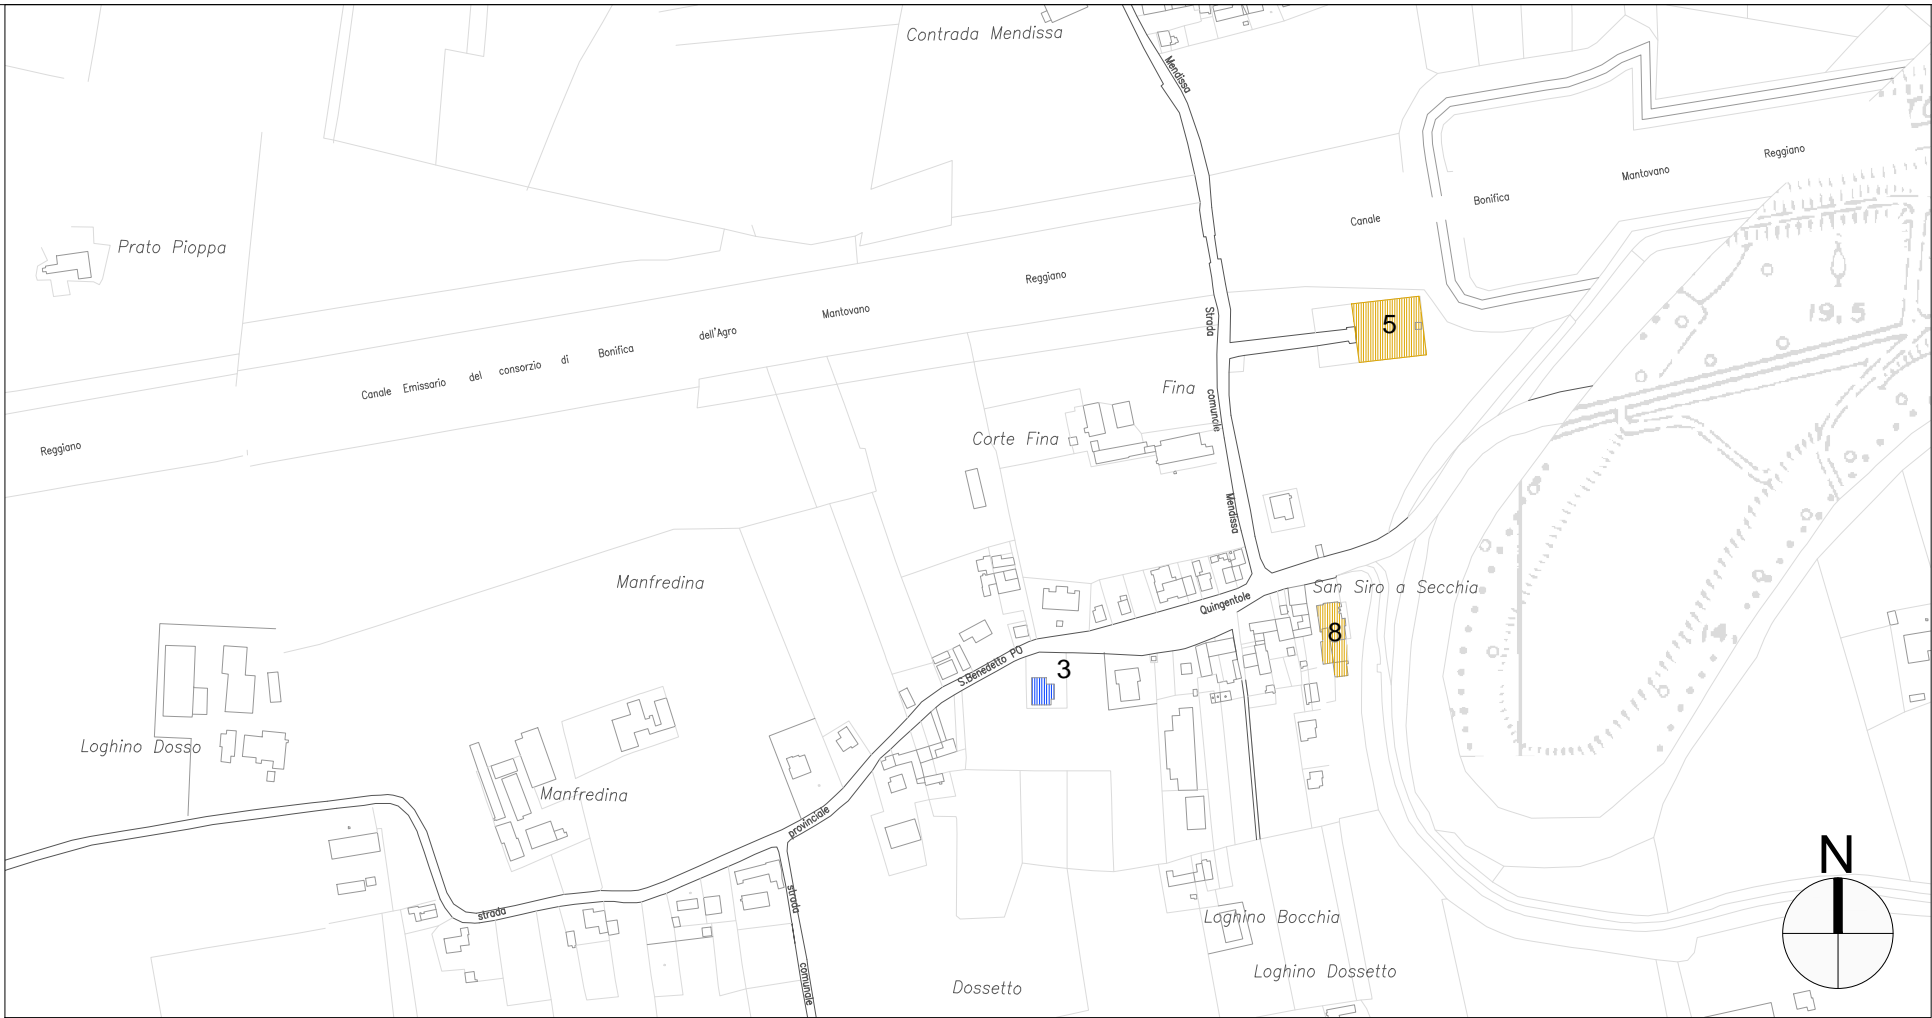 Contrada Mendissa
Mendissa
Prato Pioppa
Canale Bonifica Mantovano Reggiano
Reggiano Canale Emissario del consorzio di Bonifica dell'Agro Mantovano Reggiano
Strada comunale Mendissa
5
19,5
Fina
Corte Fina
Manfredina
San Siro a Secchia
Quingentole
8
14.
3
S.Benedetto PO
Loghino Dosso
Manfredina
provinciale
strada
strada comunale
Loghino Bocchia
Loghino Dossetto
Dossetto
N